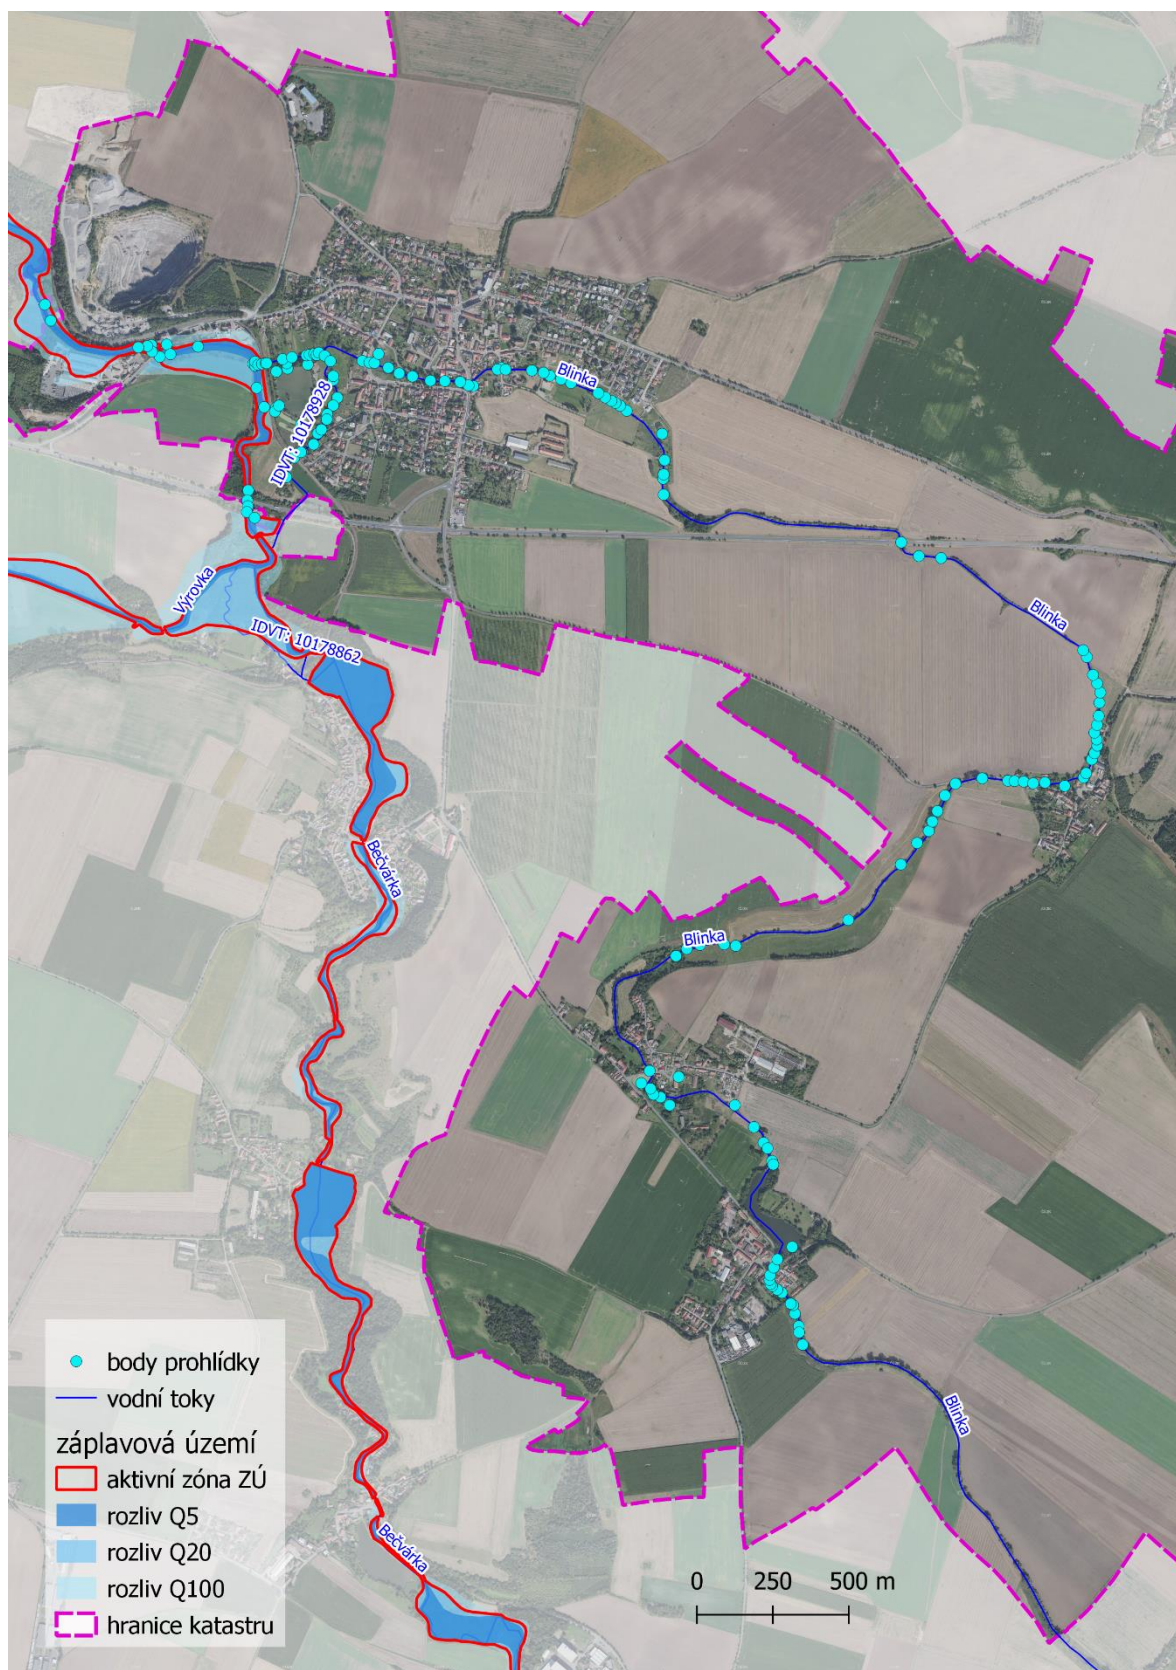 Blinka
IDVT: 10178928
Výrovka
Blinka
IDVT: 10178862
Bečvárka
Blinka
Blinka
Bečvárka
body prohlídky
vodní toky
záplavová území
aktivní zóna ZÚ
rozliv Q5
rozliv Q20
rozliv Q100
hranice katastru
0 250 500 m